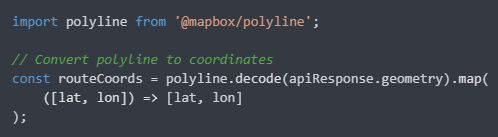 import polyline from '@mapbox/polyline';
// Convert polyline to coordinates
const routeCoords = polyline.decode(apiResponse.geometry).map(
([lat, lon]) => [lat, lon]
);